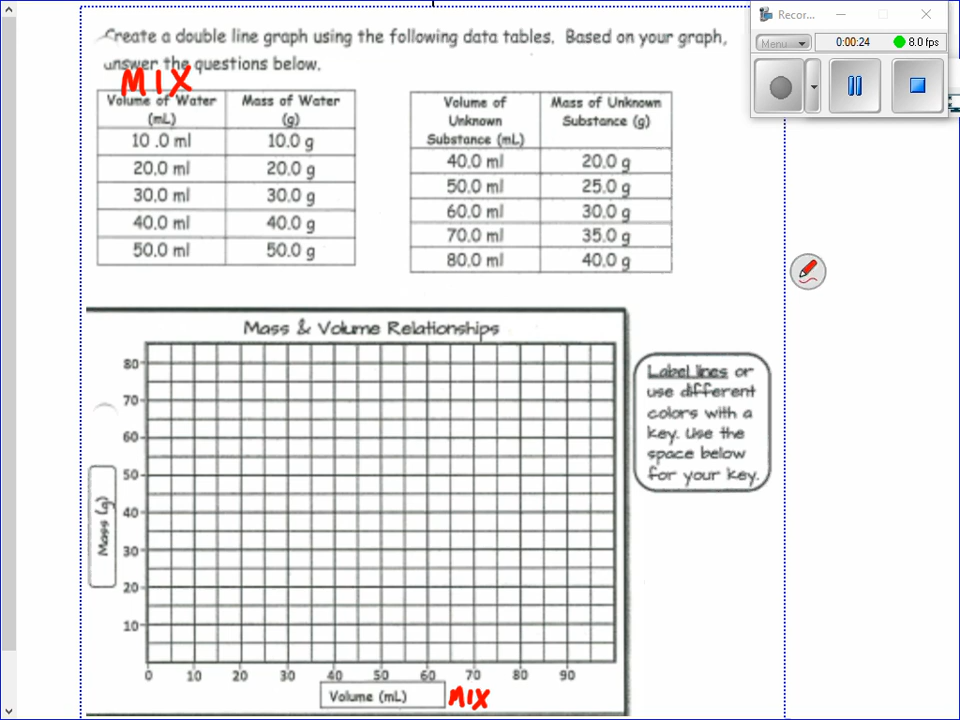 Create a double line graph using the following data tables. Based on your graph,
answer the questions below.
MIX
Volume of Water (mL) Mass of Water (g)
10 .0 ml 10.0 g
20.0 ml 20.0 g
30.0 ml 30.0 g
40.0 ml 40.0 g
50.0 ml 50.0 g
Volume of Unknown Substance (mL) Mass of Unknown Substance (g)
40.0 ml 20.0 g
50.0 ml 25.0 g
60.0 ml 30.0 g
70.0 ml 35.0 g
80.0 ml 40.0 g
Recor...
Menu
0:00:24
8.0 fps
Mass & Volume Relationships
80
70
60
50
40
30
20
10
Mass (g)
0 10 20 30 40 50 60 70 80 90
Volume (mL)
MIX
Label lines or
use different
colors with a
key. Use the
space below
for your key.